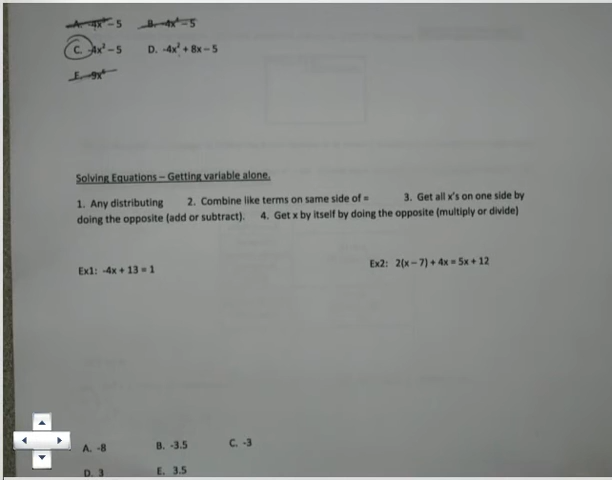 A. -4x⁴ – 5 B. -4x⁴ – 5
C. 4x² – 5 D. -4x² + 8x – 5
E. -9x⁴
Solving Equations – Getting variable alone.
1. Any distributing 2. Combine like terms on same side of = 3. Get all x's on one side by
doing the opposite (add or subtract). 4. Get x by itself by doing the opposite (multiply or divide)
Ex1: -4x + 13 = 1 Ex2: 2(x – 7) + 4x = 5x + 12
A. -8 B. -3.5 C. -3
D. 3 E. 3.5